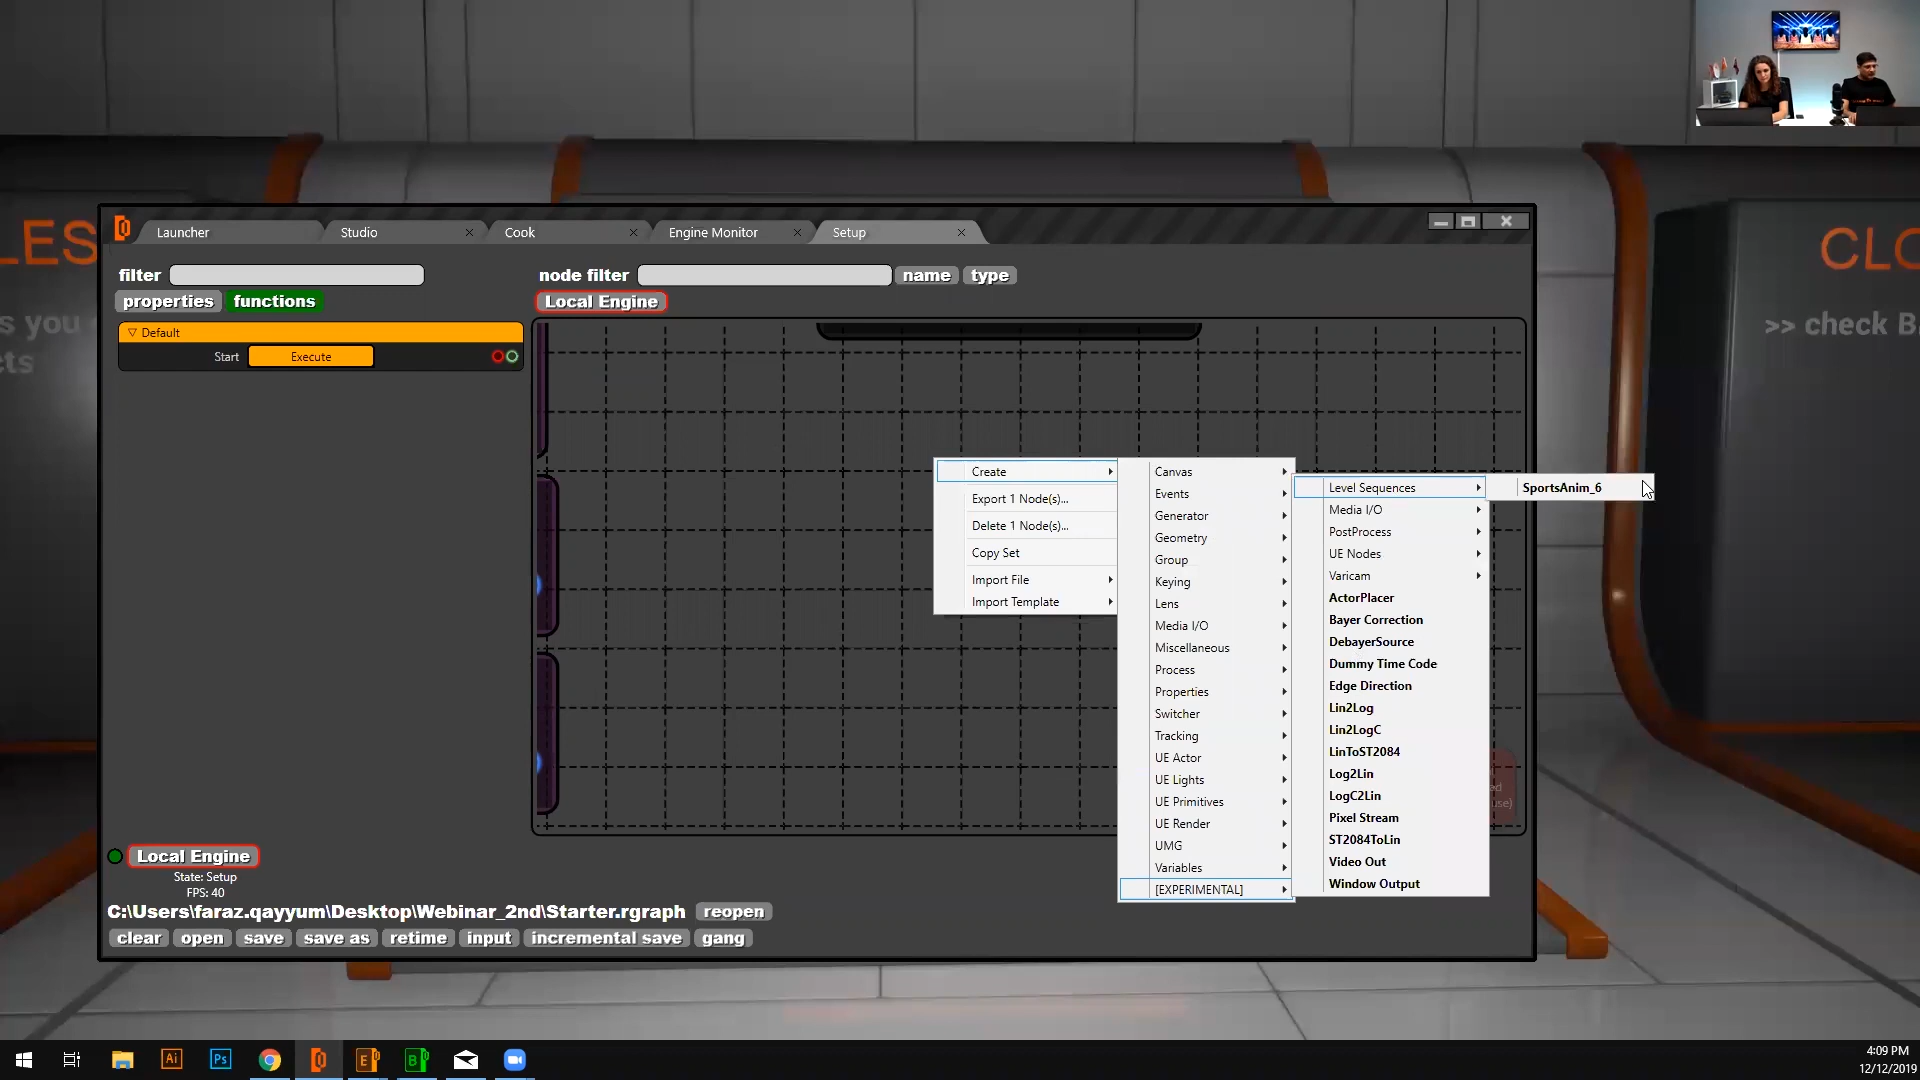 LES
s you
cts
CLO
>> check B
Launcher
Studio
Cook
Engine Monitor
Setup
filter
properties functions
Default
Start Execute
node filter name type
Local Engine
Create
Export 1 Node(s)...
Delete 1 Node(s)...
Copy Set
Import File
Import Template
Canvas
Events
Generator
Geometry
Group
Keying
Lens
Media I/O
Miscellaneous
Process
Properties
Switcher
Tracking
UE Actor
UE Lights
UE Primitives
UE Render
UMG
Variables
[EXPERIMENTAL]
Level Sequences
Media I/O
PostProcess
UE Nodes
Varicam
ActorPlacer
Bayer Correction
DebayerSource
Dummy Time Code
Edge Direction
Lin2Log
Lin2LogC
LinToST2084
Log2Lin
LogC2Lin
Pixel Stream
ST2084ToLin
Video Out
Window Output
SportsAnim_6
Local Engine
State: Setup
FPS: 40
C:\Users\faraz.qayyum\Desktop\Webinar_2nd\Starter.rgraph reopen
clear open save save as retime input incremental save gang
Ai
Ps
E
B
4:09 PM
12/12/2019